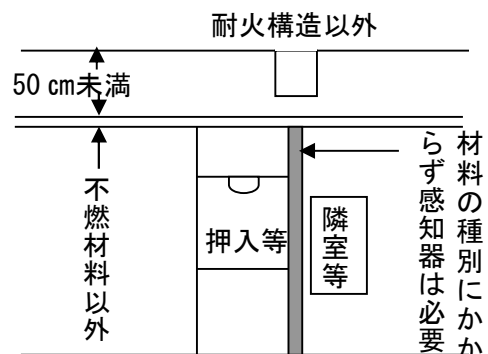 耐火構造以外
50 cm未満
不燃材料以外
押入等
隣室等
材料の種別にかか
らず感知器は必要